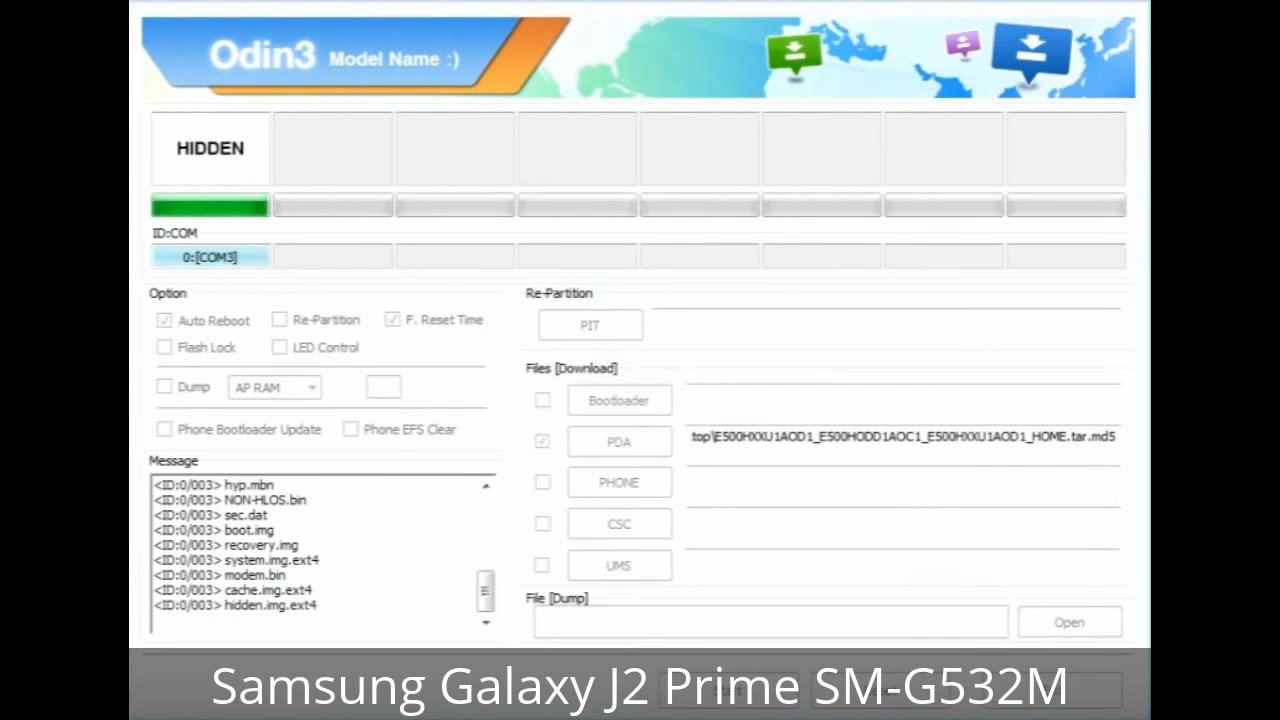 Odin3 Model Name :)
HIDDEN
ID:COM
0:[COM3]
Option
Auto Reboot Re-Partition F. Reset Time
Flash Lock LED Control
Dump AP RAM
Phone Bootloader Update Phone EFS Clear
Message
<ID:0/003> hyp.mbn
<ID:0/003> NON-HLOS.bin
<ID:0/003> sec.dat
<ID:0/003> boot.img
<ID:0/003> recovery.img
<ID:0/003> system.img.ext4
<ID:0/003> modem.bin
<ID:0/003> cache.img.ext4
<ID:0/003> hidden.img.ext4
Re-Partition
PIT
Files [Download]
Bootloader
PDA top\E500HXXU1AOD1_E500HODD1AOC1_E500HXXU1AOD1_HOME.tar.md5
PHONE
CSC
UMS
File [Dump]
Open
Samsung Galaxy J2 Prime SM-G532M